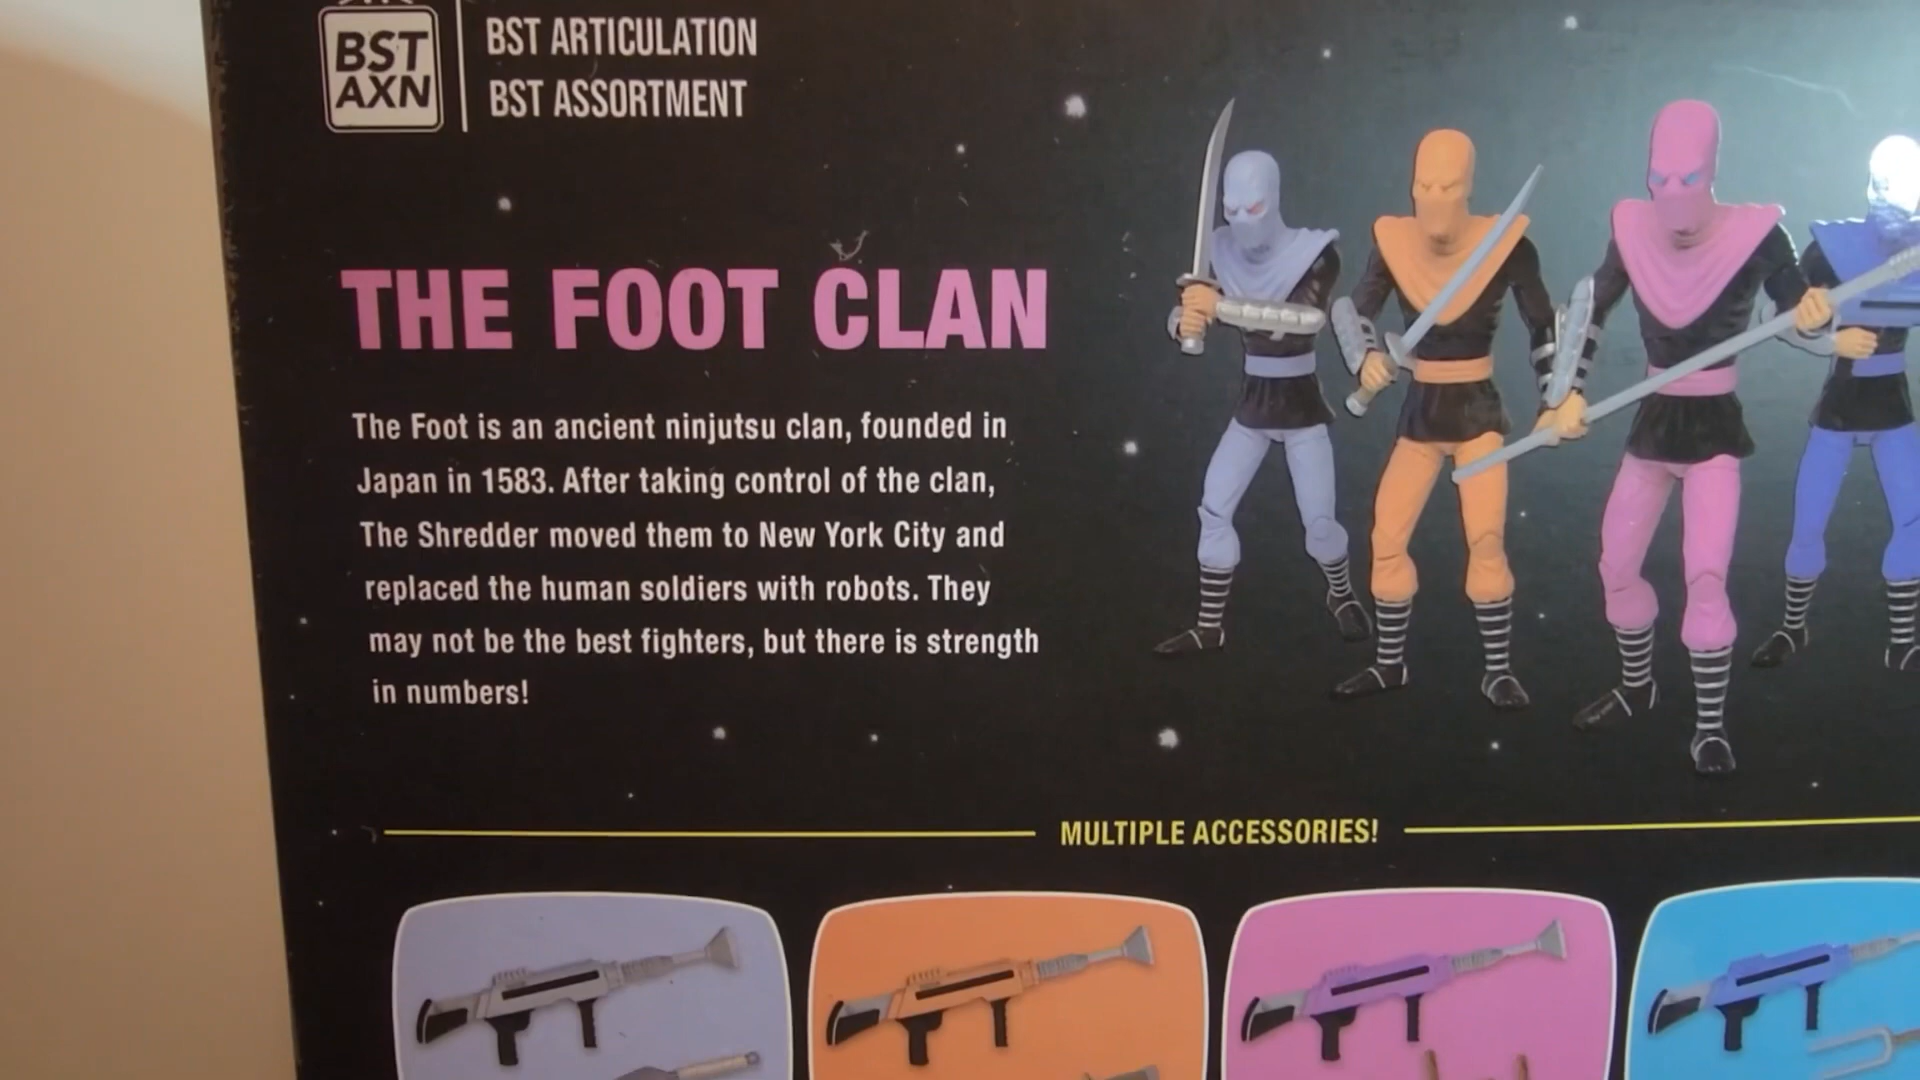 BST
AXN
BST ARTICULATION
BST ASSORTMENT
THE FOOT CLAN
The Foot is an ancient ninjutsu clan, founded in
Japan in 1583. After taking control of the clan,
The Shredder moved them to New York City and
replaced the human soldiers with robots. They
may not be the best fighters, but there is strength
in numbers!
MULTIPLE ACCESSORIES!